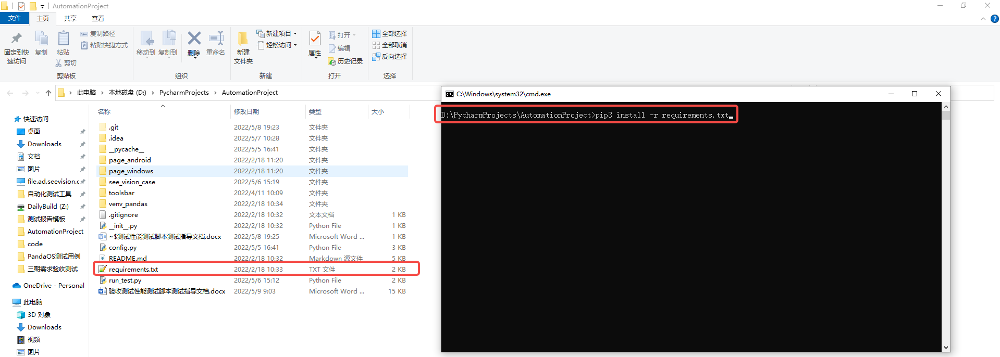 AutomationProject
文件 主页 共享 查看
固定到快速访问
复制
粘贴
复制路径
粘贴快捷方式
剪切
剪贴板
移动到
复制到
删除
重命名
组织
新建文件夹
新建项目
轻松访问
新建
属性
打开
编辑
历史记录
打开
全部选择
全部取消
反向选择
选择
此电脑 > 本地磁盘 (D:) > PycharmProjects > AutomationProject
快速访问
桌面
Downloads
文档
图片
file.ad.seevision.c
自动化测试工具
DailyBuild (Z:)
测试报告模板
AutomationProject
code
PandaOS测试用例
三期需求验收测试
OneDrive - Personal
此电脑
3D 对象
Downloads
视频
图片
名称 修改日期 类型 大小
.git 2022/5/8 19:23 文件夹
.idea 2022/5/7 10:28 文件夹
__pycache__ 2022/5/5 16:41 文件夹
page_android 2022/2/18 11:20 文件夹
page_windows 2022/2/18 11:20 文件夹
see_vision_case 2022/5/6 15:19 文件夹
toolsbar 2022/4/11 10:09 文件夹
venv_pandas 2022/2/18 10:34 文件夹
.gitignore 2022/2/18 10:32 文本文档 1 KB
__init__.py 2022/2/18 10:32 Python File 1 KB
~$测试性能测试脚本测试指导文档.docx 2022/5/8 19:25 Microsoft Word ... 1 KB
config.py 2022/5/5 16:41 Python File 3 KB
README.md 2022/2/18 10:32 Markdown 源文件 5 KB
requirements.txt 2022/2/18 10:33 TXT 文件 2 KB
run_test.py 2022/5/6 15:12 Python File 2 KB
验收测试性能测试脚本测试指导文档.docx 2022/5/9 9:03 Microsoft Word ... 15 KB
C:\Windows\system32\cmd.exe
D:\PycharmProjects\AutomationProject>pip3 install -r requirements.txt